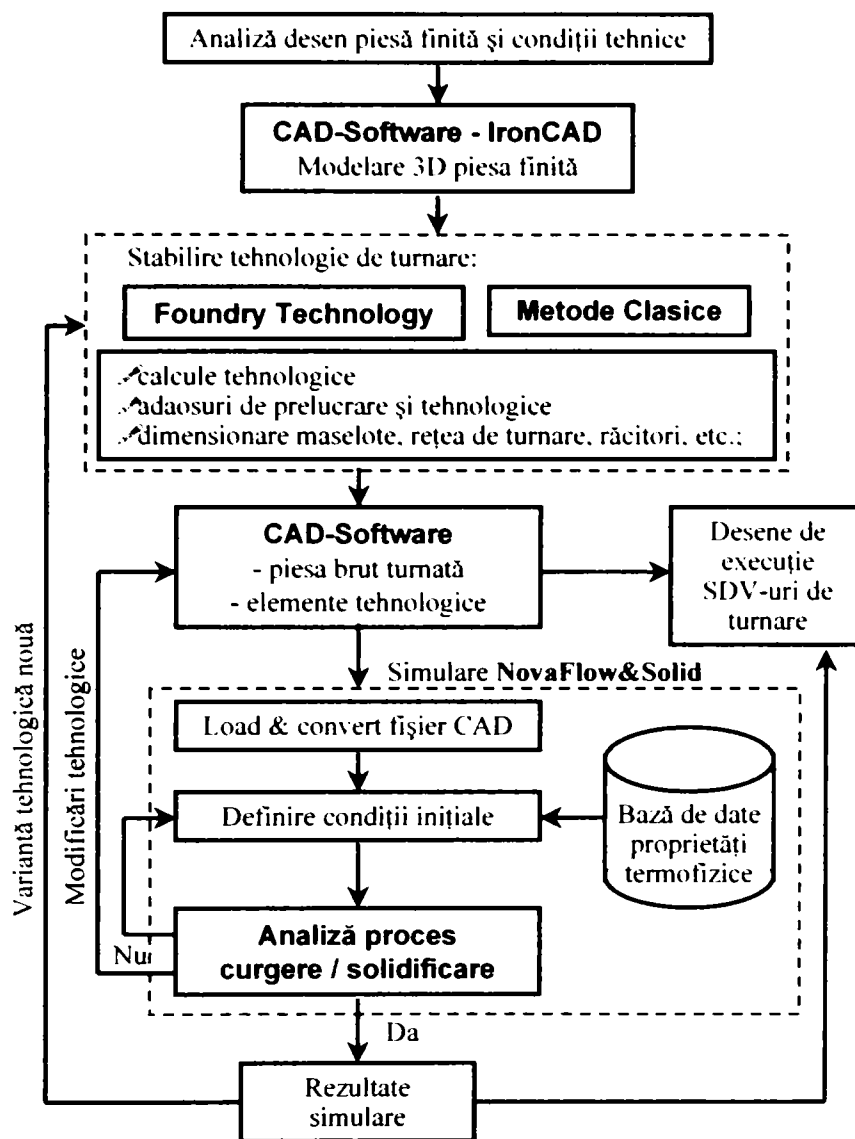 Analiză desen piesă finită şi condiţii tehnice
CAD-Software - IronCAD
Modelare 3D piesa finită
Stabilire tehnologie de turnare:
Foundry Technology
Metode Clasice
calcule tehnologice
adaosuri de prelucrare şi tehnologice
dimensionare maselote, reţea de turnare, răcitori, etc.;
CAD-Software
- piesa brut turnată
- elemente tehnologice
Desene de
execuţie
SDV-uri de
turnare
Simulare NovaFlow&Solid
Load & convert fişier CAD
Definire condiţii iniţiale
Bază de date
proprietăţi
termofizice
Analiză proces
curgere / solidificare
Nu
Da
Rezultate
simulare
Variantă tehnologică nouă
Modificări tehnologice